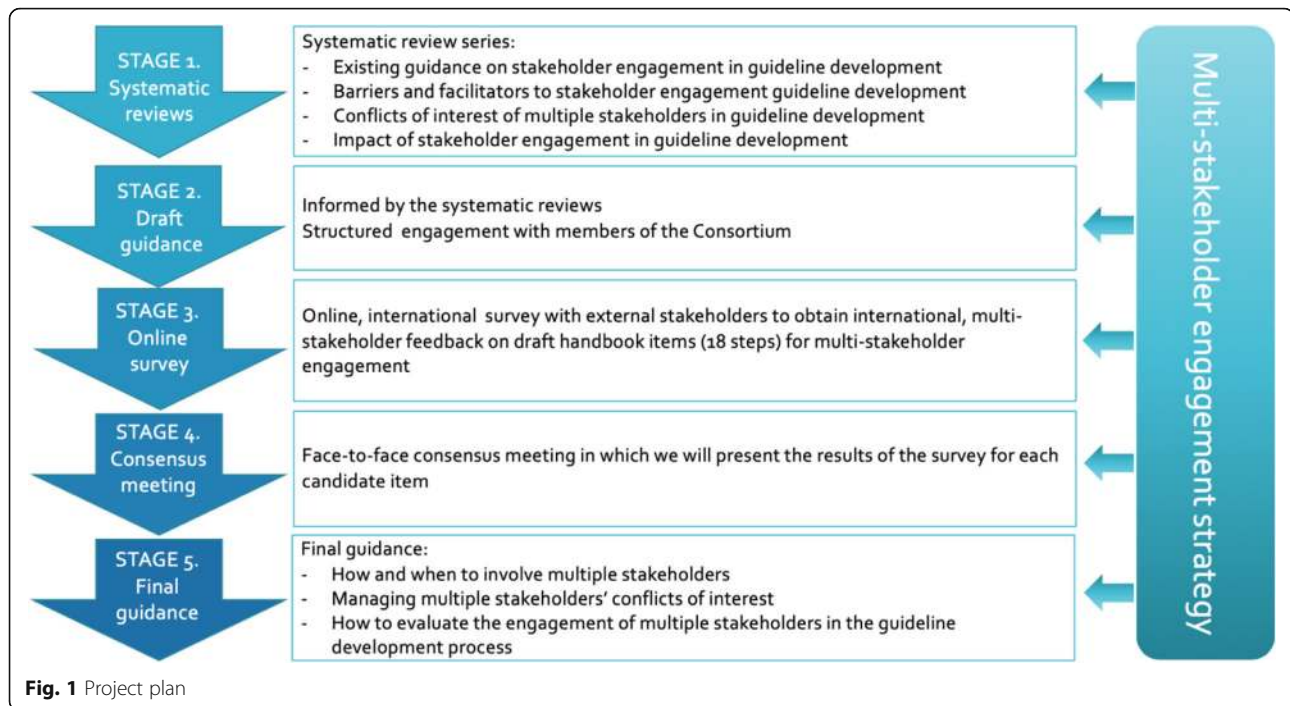 STAGE 1.
Systematic
reviews
Systematic review series:
- Existing guidance on stakeholder engagement in guideline development
- Barriers and facilitators to stakeholder engagement guideline development
- Conflicts of interest of multiple stakeholders in guideline development
- Impact of stakeholder engagement in guideline development
STAGE 2.
Draft
guidance
Informed by the systematic reviews
Structured engagement with members of the Consortium
STAGE 3.
Online
survey
Online, international survey with external stakeholders to obtain international, multi-
stakeholder feedback on draft handbook items (18 steps) for multi-stakeholder
engagement
STAGE 4.
Consensus
meeting
Face-to-face consensus meeting in which we will present the results of the survey for each
candidate item
STAGE 5.
Final
guidance
Final guidance:
- How and when to involve multiple stakeholders
- Managing multiple stakeholders’ conflicts of interest
- How to evaluate the engagement of multiple stakeholders in the guideline
development process
Multi-stakeholder engagement strategy
Fig. 1 Project plan